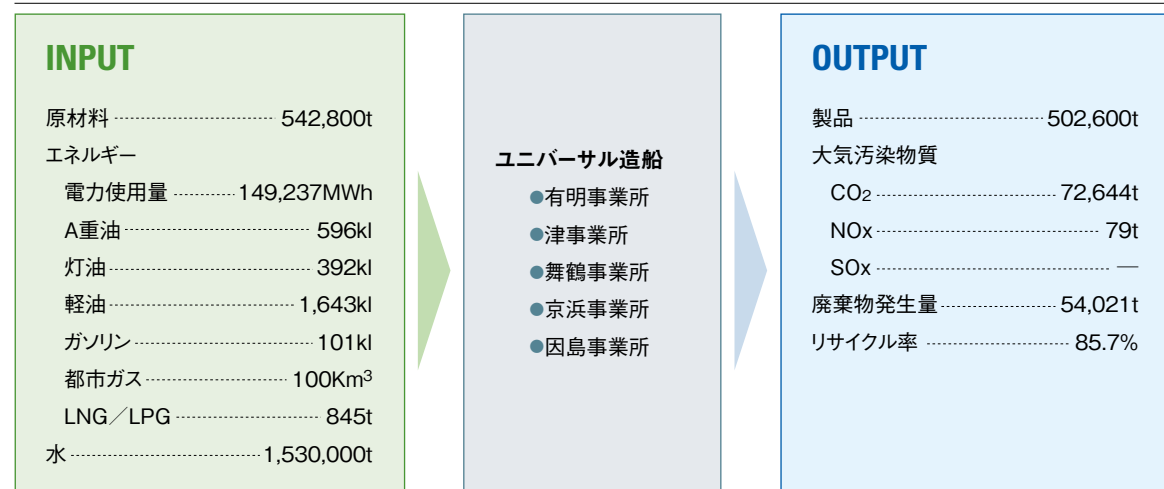 INPUT
原材料 542,800t
エネルギー
電力使用量 149,237MWh
A重油 596kl
灯油 392kl
軽油 1,643kl
ガソリン 101kl
都市ガス 100Km³
LNG／LPG 845t
水 1,530,000t
ユニバーサル造船
●有明事業所
●津事業所
●舞鶴事業所
●京浜事業所
●因島事業所
OUTPUT
製品 502,600t
大気汚染物質
CO₂ 72,644t
NOx 79t
SOx —
廃棄物発生量 54,021t
リサイクル率 85.7%